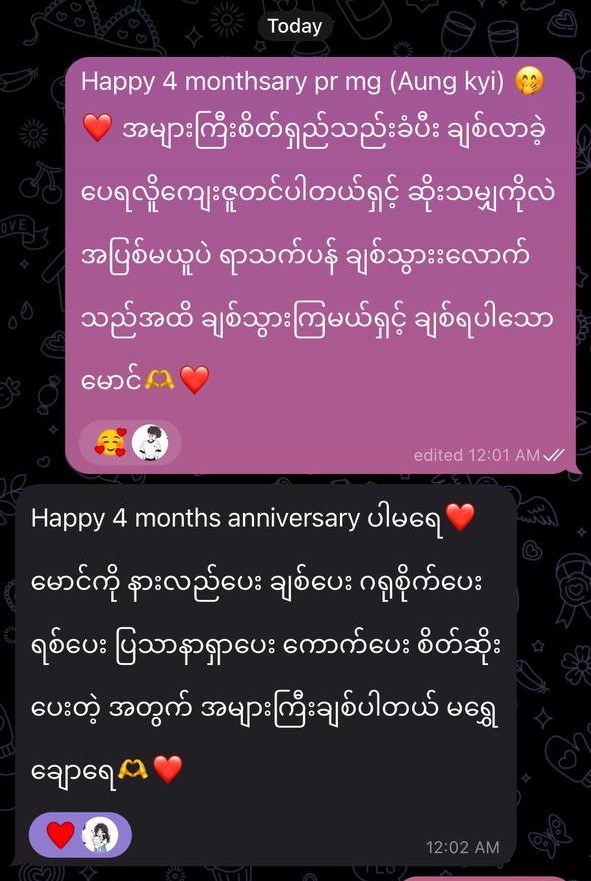 Today
Happy 4 monthsary pr mg (Aung kyi) 🤭
❤️ အများကြီးစိတ်ရှည်သည်းခံပီး ချစ်လာခဲ့
ပေရလို့ကျေးဇူတင်ပါတယ်ရှင့် ဆိုးသမျှကိုလဲ
အပြစ်မယူပဲ ရာသက်ပန် ချစ်သွားးလောက်
သည်အထိ ချစ်သွားကြမယ်ရှင့် ချစ်ရပါသော
မောင်🫶❤️
edited 12:01 AM
Happy 4 months anniversary ပါမရေ❤️
မောင်ကို နားလည်ပေး ချစ်ပေး ဂရုစိုက်ပေး
ရစ်ပေး ပြသာနာရှာပေး ကောက်ပေး စိတ်ဆိုး
ပေးတဲ့ အတွက် အများကြီးချစ်ပါတယ် မရွှေ
ချောရေ🫶❤️
12:02 AM